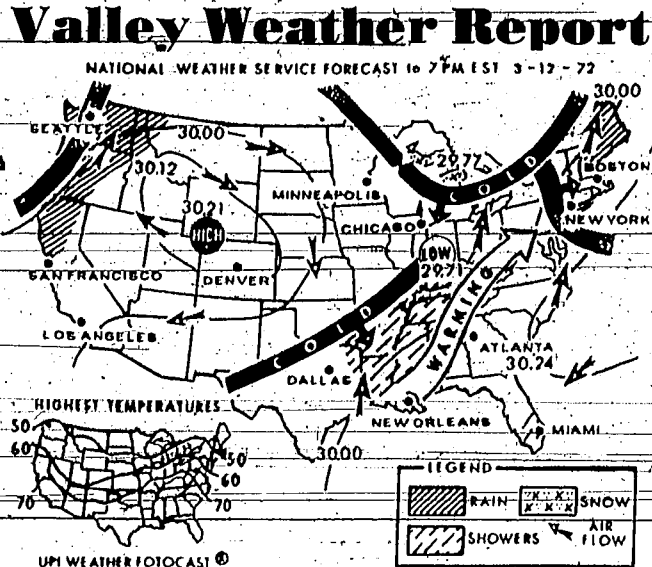 Valley Weather Report
NATIONAL WEATHER SERVICE FORECAST to 7 PM EST 3-12-72
30.00
SEATTLE
30.00
30.12
29.77
BOSTON
COLD
MINNEAPOLIS
30.21
NEW YORK
HIGH
CHICAGO
LOW
29.71
SAN FRANCISCO
DENVER
WARMING
LOS ANGELES
COLD
ATLANTA
30.24
DALLAS
HIGHEST TEMPERATURES
NEW ORLEANS
50
MIAMI
60
30.00
50
60
70
70
LEGEND
RAIN
SNOW
SHOWERS
AIR FLOW
UPI WEATHER FOTOCAST ®